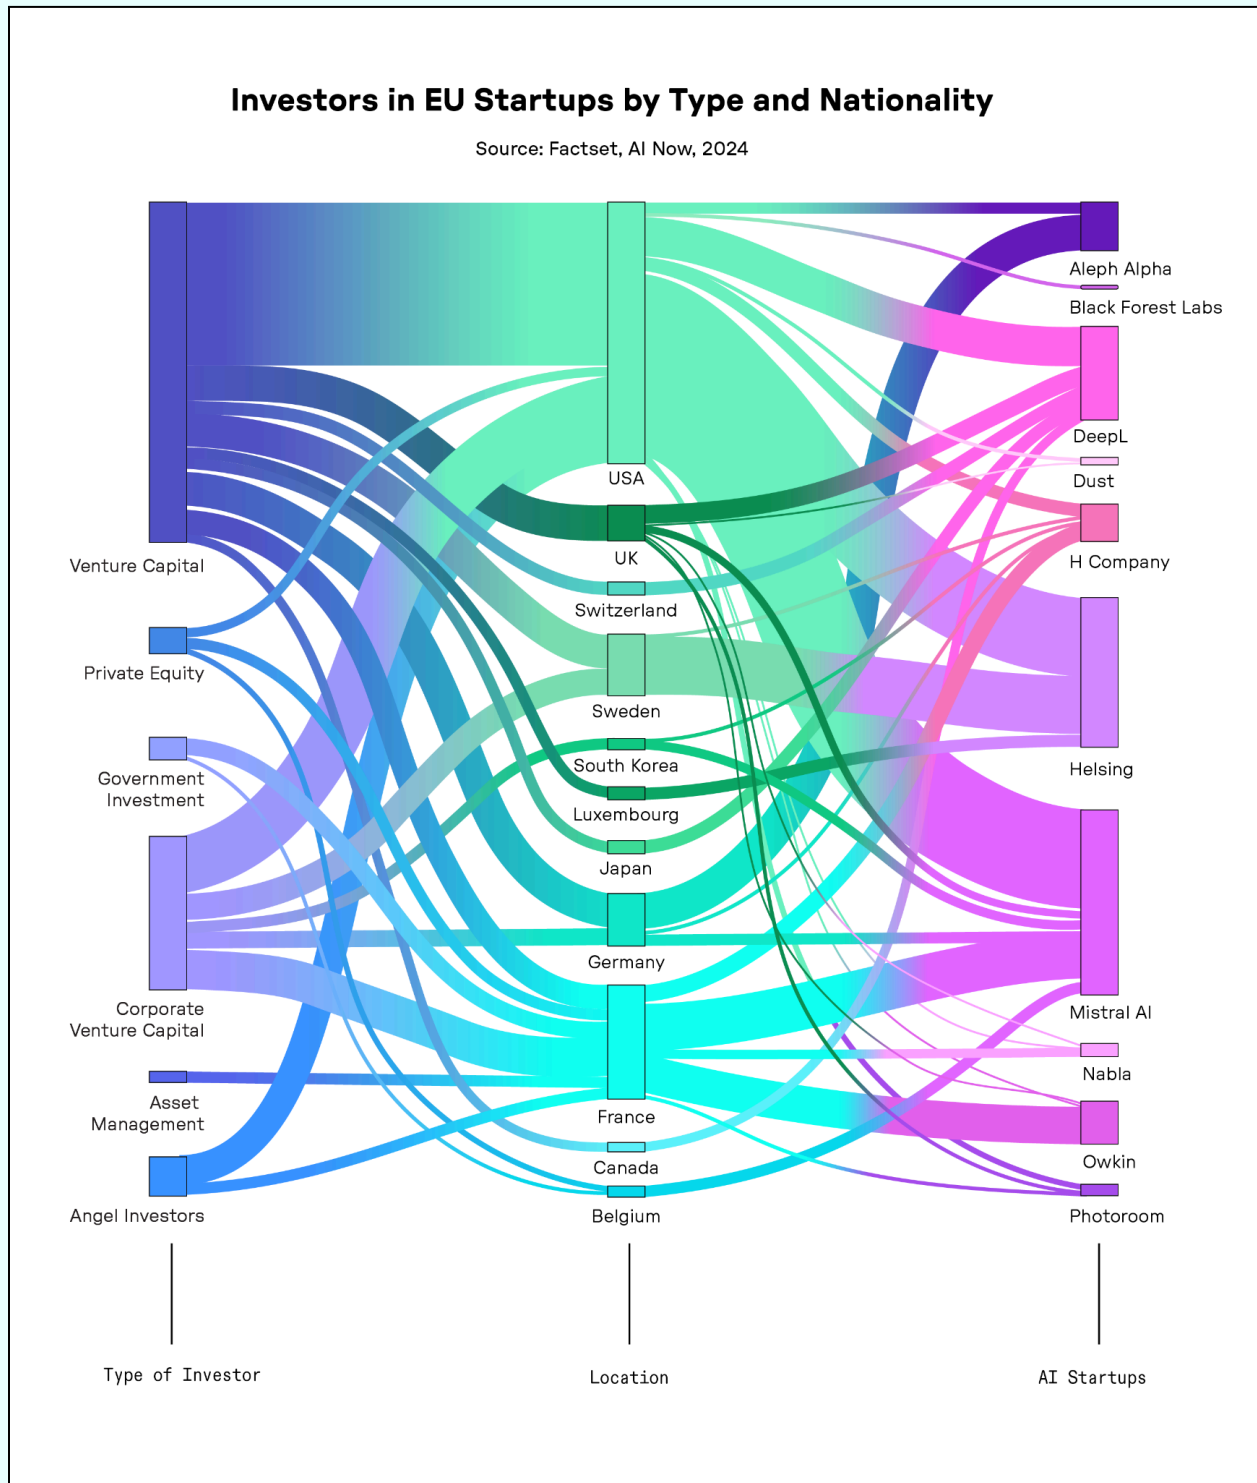 Investors in EU Startups by Type and Nationality
Source: Factset, AI Now, 2024
Venture Capital
Private Equity
Government
Investment
Corporate
Venture Capital
Asset
Management
Angel Investors
USA
UK
Switzerland
Sweden
South Korea
Luxembourg
Japan
Germany
France
Canada
Belgium
Aleph Alpha
Black Forest Labs
DeepL
Dust
H Company
Helsing
Mistral AI
Nabla
Owkin
Photoroom
Type of Investor
Location
AI Startups